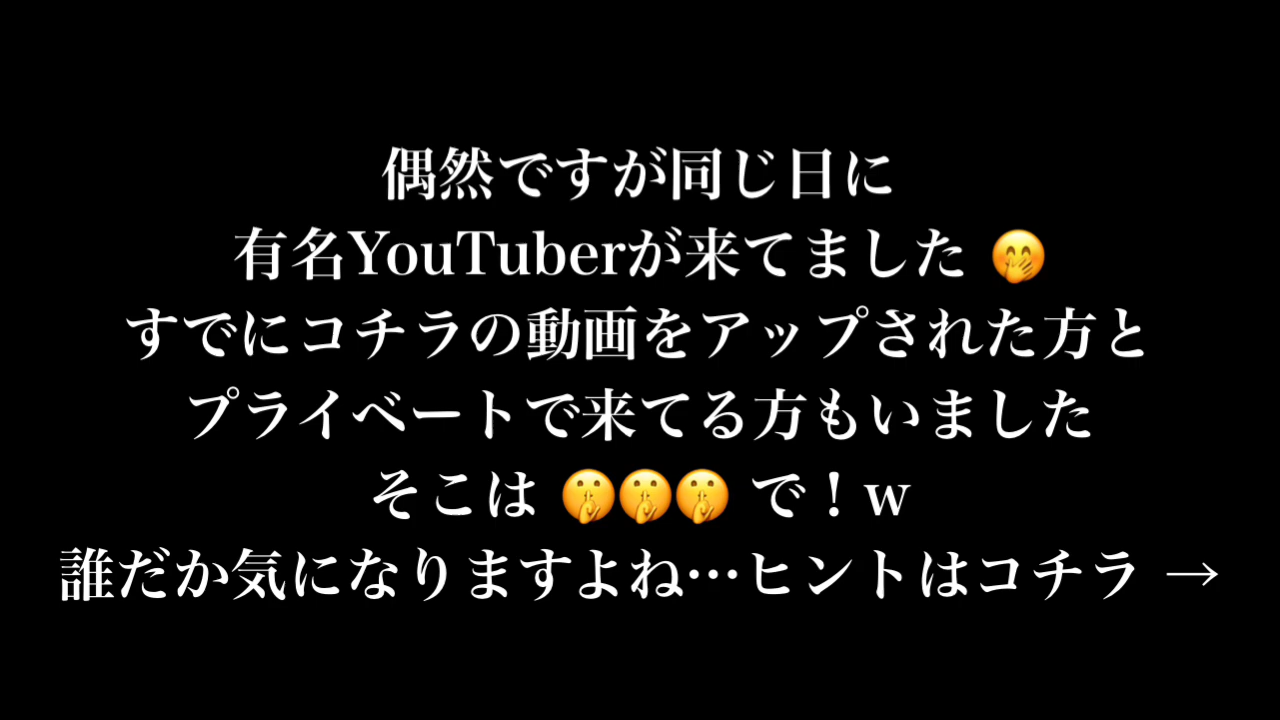 偶然ですが同じ日に
有名YouTuberが来てました 🤭
すでにコチラの動画をアップされた方と
プライベートで来てる方もいました
そこは 🤫🤫🤫 で！w
誰だか気になりますよね…ヒントはコチラ →